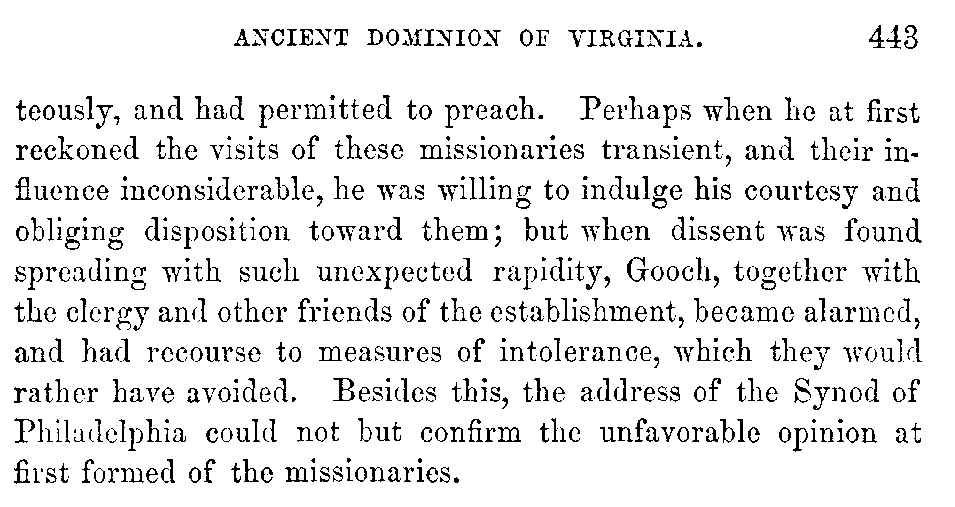 ANCIENT DOMINION OF VIRGINIA. 443
teously, and had permitted to preach. Perhaps when he at first
reckoned the visits of these missionaries transient, and their in-
fluence inconsiderable, he was willing to indulge his courtesy and
obliging disposition toward them; but when dissent was found
spreading with such unexpected rapidity, Gooch, together with
the clergy and other friends of the establishment, became alarmed,
and had recourse to measures of intolerance, which they would
rather have avoided. Besides this, the address of the Synod of
Philadelphia could not but confirm the unfavorable opinion at
first formed of the missionaries.